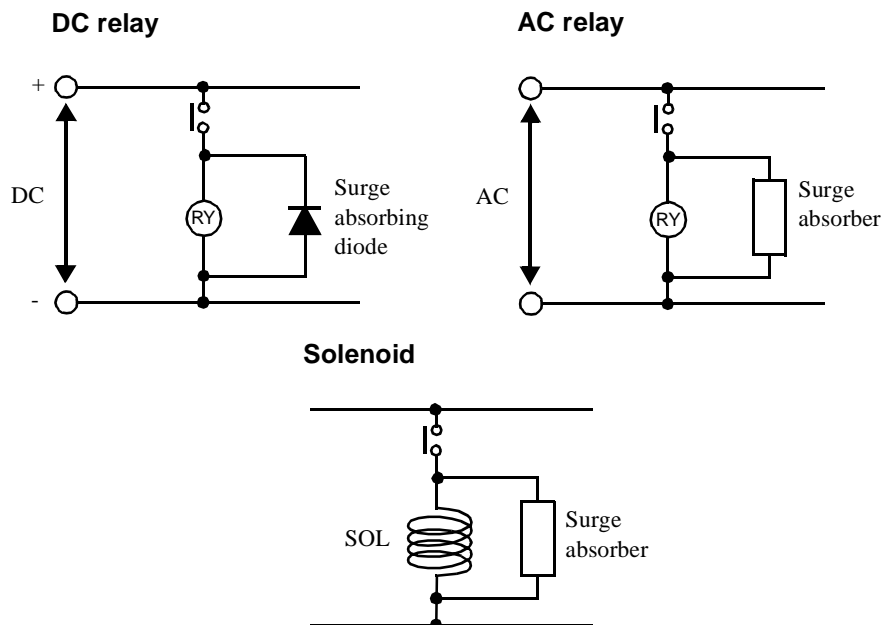 DC relay
+
DC
-
RY
Surge
absorbing
diode
AC relay
AC
RY
Surge
absorber
Solenoid
SOL
Surge
absorber